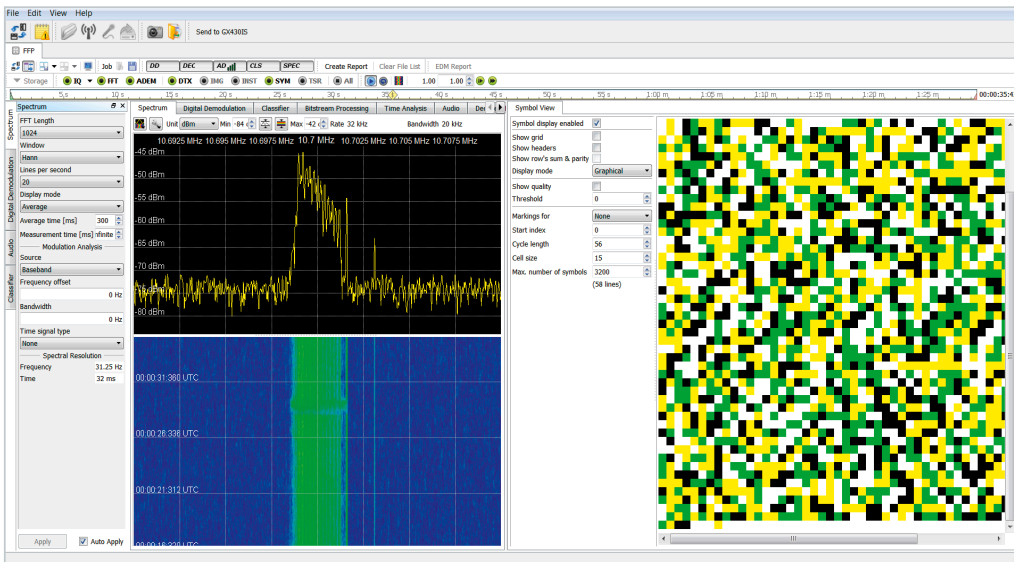 File Edit View Help
Send to GX430IS
FFP
Job DD DEC AD CLS SPEC Create Report Clear File List EDM Report
Storage IQ FFT ADEM DTX IMG INST SYM TSR All 1.00 1.00
5 s 10 s 15 s 20 s 25 s 30 s 35 s 40 s 45 s 50 s 55 s 1:00 m 1:05 m 1:10 m 1:15 m 1:20 m 1:25 m 00:00:35:4
Spectrum
Spectrum
Digital Demodulation
Audio
Classifier
FFT Length
1024
Window
Hann
Lines per second
20
Display mode
Average
Average time [ms] 300
Measurement time [ms] nfinite
Modulation Analysis
Source
Baseband
Frequency offset
0 Hz
Bandwidth
0 Hz
Time signal type
None
Spectral Resolution
Frequency 31.25 Hz
Time 32 ms
Apply Auto Apply
Spectrum Digital Demodulation Classifier Bitstream Processing Time Analysis Audio Dec
Unit dBm Min -84 Max -42 Rate 32 kHz Bandwidth 20 kHz
10.6925 MHz 10.695 MHz 10.6975 MHz 10.7 MHz 10.7025 MHz 10.705 MHz 10.7075 MHz
-45 dBm
-50 dBm
-55 dBm
-60 dBm
-65 dBm
-70 dBm
-80 dBm
00:00:31:360 UTC
00:00:26:336 UTC
00:00:21:312 UTC
Symbol View
Symbol display enabled
Show grid
Show headers
Show row's sum & parity
Display mode Graphical
Show quality
Threshold 0
Markings for None
Start index 0
Cycle length 56
Cell size 15
Max. number of symbols 3200
(58 lines)